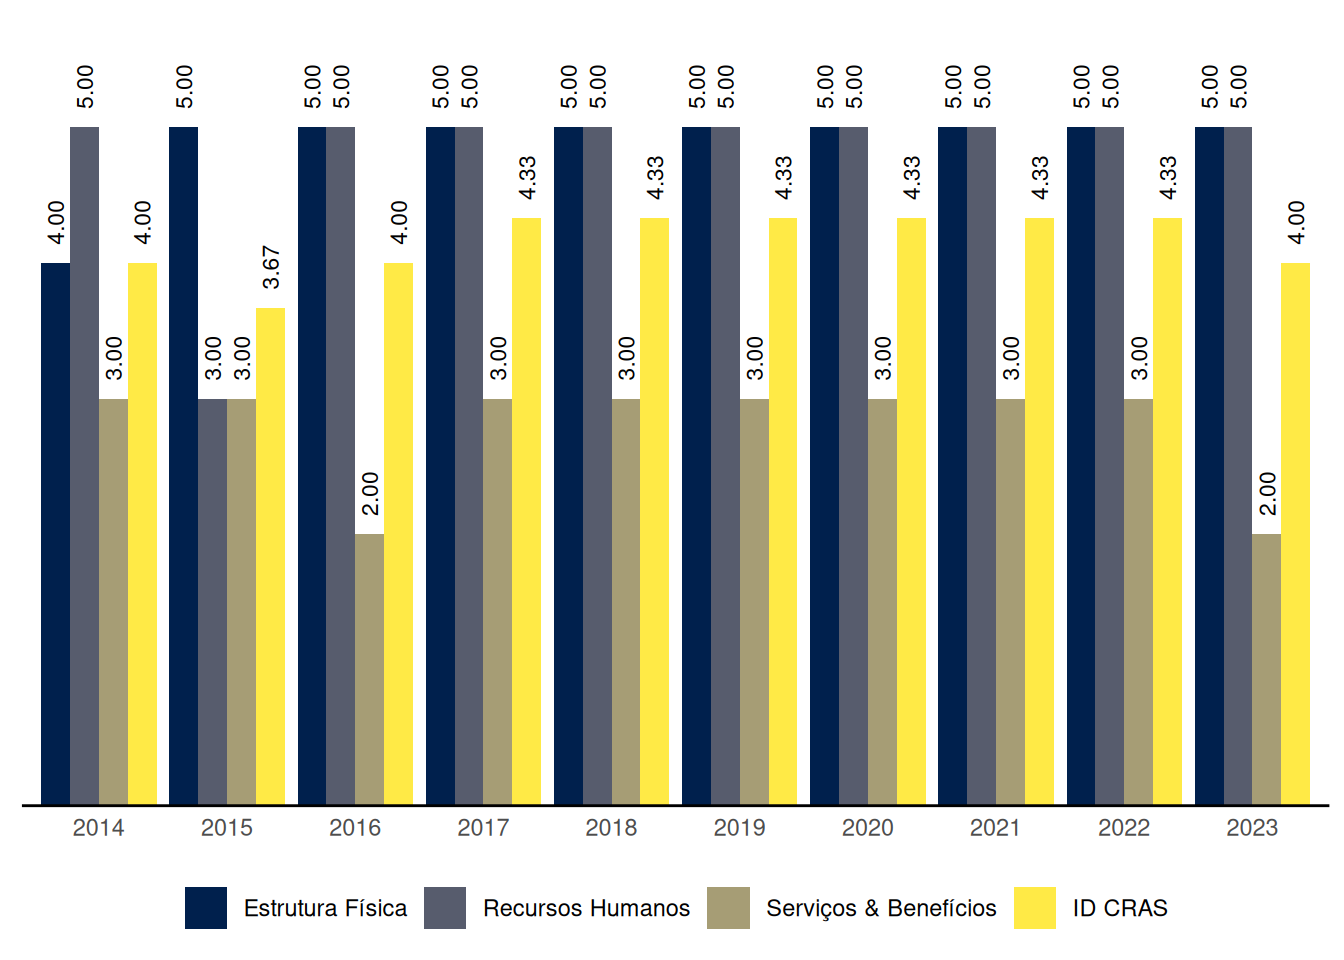 4.00 5.00 3.00 4.00 5.00 3.00 3.00 3.67 5.00 5.00 2.00 4.00 5.00 5.00 3.00 4.33 5.00 5.00 3.00 4.33 5.00 5.00 3.00 4.33 5.00 5.00 3.00 4.33 5.00 5.00 3.00 4.33 5.00 5.00 3.00 4.33 5.00 5.00 2.00 4.00
2014 2015 2016 2017 2018 2019 2020 2021 2022 2023
Estrutura Física Recursos Humanos Serviços & Benefícios ID CRAS